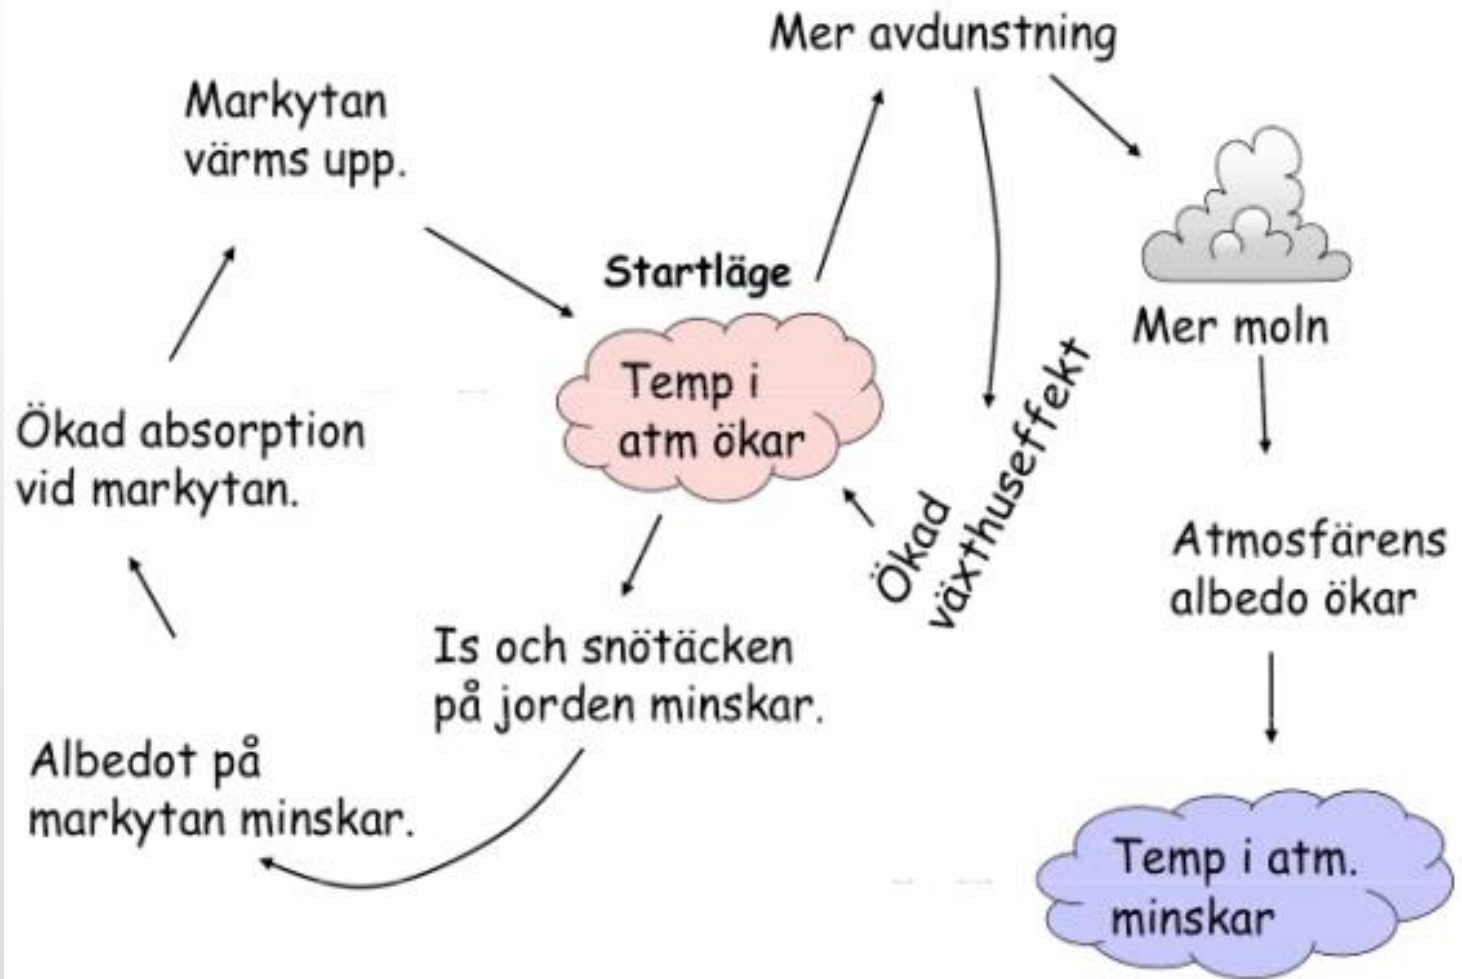 Mer avdunstning
Markytan
värms upp.
Startläge
Temp i
atm ökar
Mer moln
Ökad absorption
vid markytan.
Ökad
växthuseffekt
Atmosfärens
albedo ökar
Is och snötäcken
på jorden minskar.
Albedot på
markytan minskar.
Temp i atm.
minskar